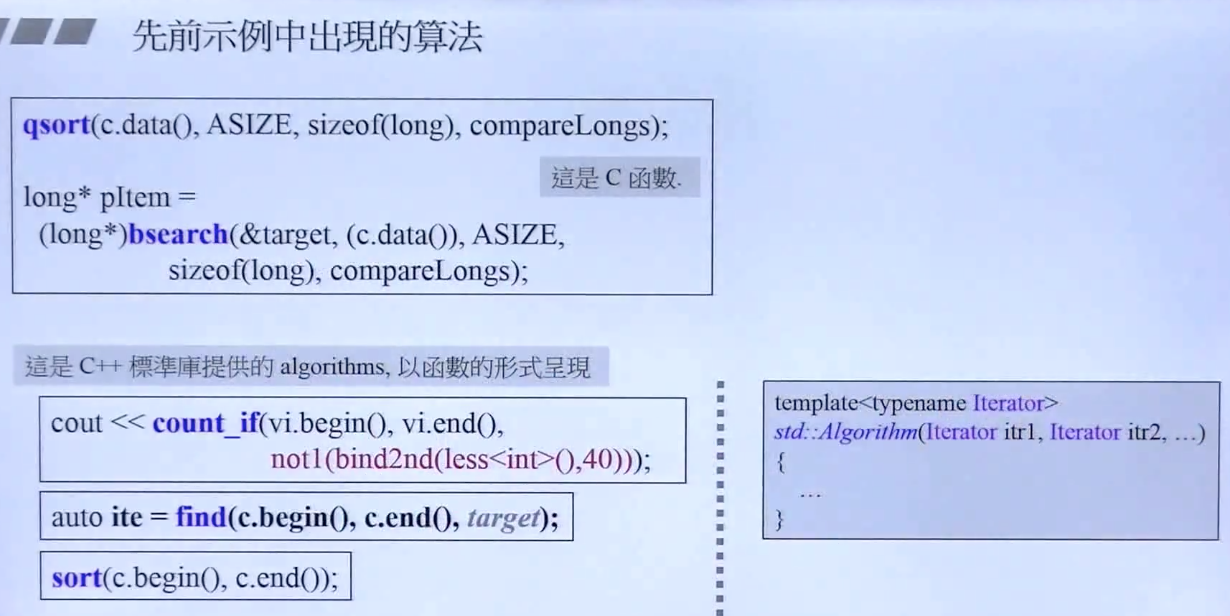 先前示例中出現的算法
qsort(c.data(), ASIZE, sizeof(long), compareLongs);
這是 C 函數.
long* pItem =
(long*)bsearch(&target, (c.data()), ASIZE,
sizeof(long), compareLongs);
這是 C++ 標準庫提供的 algorithms, 以函數的形式呈現
cout << count_if(vi.begin(), vi.end(),
not1(bind2nd(less<int>(),40)));
auto ite = find(c.begin(), c.end(), target);
sort(c.begin(), c.end());
template<typename Iterator>
std::Algorithm(Iterator itr1, Iterator itr2, …)
{
…
}